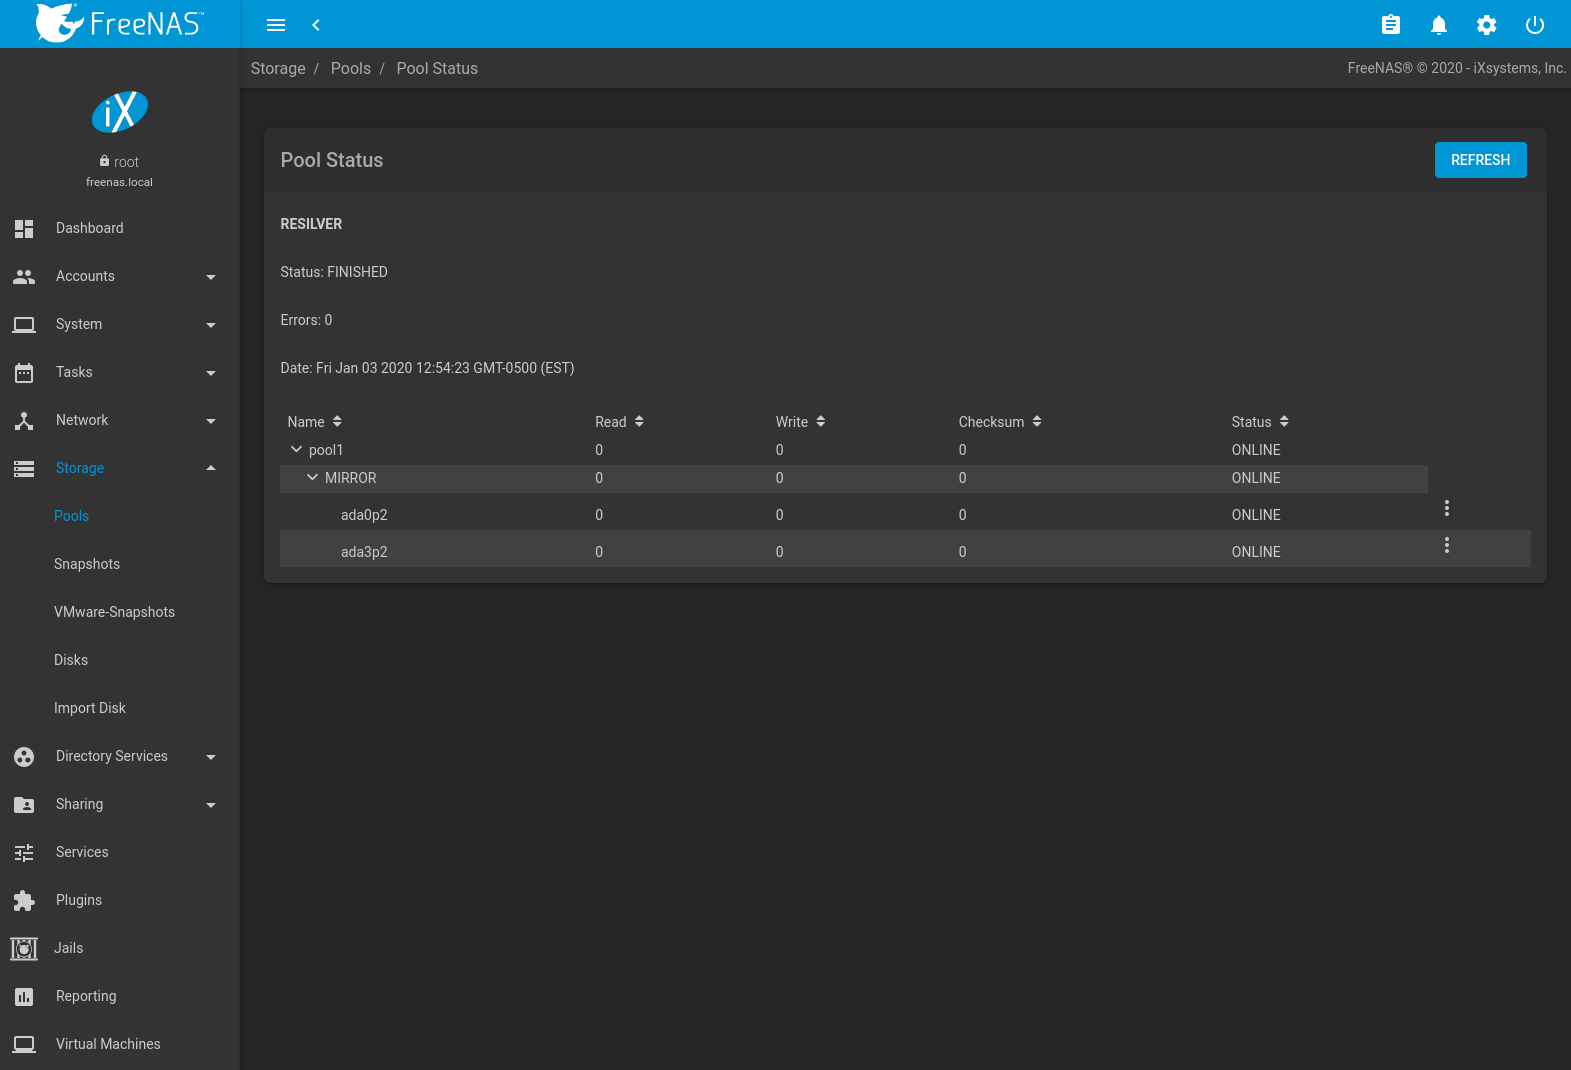 FreeNAS™
Storage / Pools / Pool Status
FreeNAS® © 2020 - iXsystems, Inc.
iX
root
freenas.local
Dashboard
Accounts
System
Tasks
Network
Storage
Pools
Snapshots
VMware-Snapshots
Disks
Import Disk
Directory Services
Sharing
Services
Plugins
Jails
Reporting
Virtual Machines
Pool Status
REFRESH
RESILVER
Status: FINISHED
Errors: 0
Date: Fri Jan 03 2020 12:54:23 GMT-0500 (EST)
Name Read Write Checksum Status
pool1 0 0 0 ONLINE
MIRROR 0 0 0 ONLINE
ada0p2 0 0 0 ONLINE
ada3p2 0 0 0 ONLINE